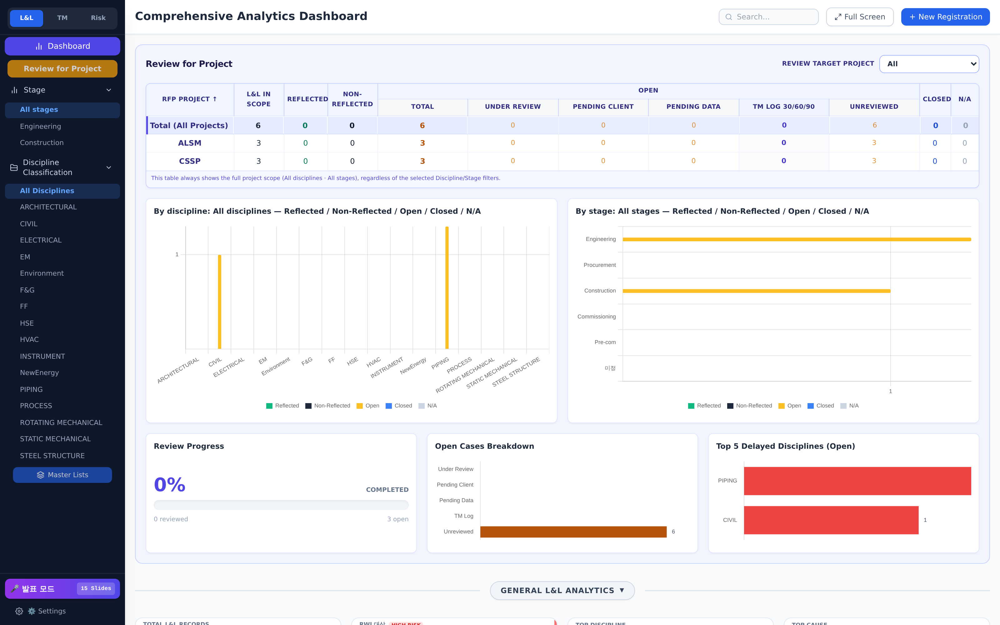 L&L
TM
Risk
Dashboard
Review for Project
Stage
All stages
Engineering
Construction
Discipline
Classification
All Disciplines
ARCHITECTURAL
CIVIL
ELECTRICAL
EM
Environment
F&G
FF
HSE
HVAC
INSTRUMENT
NewEnergy
PIPING
PROCESS
ROTATING MECHANICAL
STATIC MECHANICAL
STEEL STRUCTURE
Master Lists
🎤 발표 모드
15 Slides
⚙️ Settings
Comprehensive Analytics Dashboard
Search...
Full Screen
+ New Registration
Review for Project
REVIEW TARGET PROJECT
All
RFP PROJECT ↑
L&L IN
SCOPE
REFLECTED
NON-
REFLECTED
OPEN
CLOSED
N/A
TOTAL
UNDER REVIEW
PENDING CLIENT
PENDING DATA
TM LOG 30/60/90
UNREVIEWED
Total (All Projects) 6 0 0 6 0 0 0 0 6 0 0
ALSM 3 0 0 3 0 0 0 0 3 0 0
CSSP 3 0 0 3 0 0 0 0 3 0 0
This table always shows the full project scope (All disciplines · All stages), regardless of the selected Discipline/Stage filters.
By discipline: All disciplines — Reflected / Non-Reflected / Open / Closed / N/A
1
ARCHITECTURAL
CIVIL
ELECTRICAL
EM
Environment
F&G
FF
HSE
HVAC
INSTRUMENT
NewEnergy
PIPING
PROCESS
ROTATING MECHANICAL
STATIC MECHANICAL
STEEL STRUCTURE
Reflected Non-Reflected Open Closed N/A
By stage: All stages — Reflected / Non-Reflected / Open / Closed / N/A
Engineering
Procurement
Construction
Commissioning
Pre-com
미정
1
Reflected Non-Reflected Open Closed N/A
Review Progress
0%
COMPLETED
0 reviewed
3 open
Open Cases Breakdown
Under Review
Pending Client
Pending Data
TM Log
Unreviewed 6
Top 5 Delayed Disciplines (Open)
PIPING
CIVIL 1
GENERAL L&L ANALYTICS ▼
TOTAL L&L RECORDS
RWI 대상 HIGH RISK
TOP DISCIPLINE
TOP CAUSE